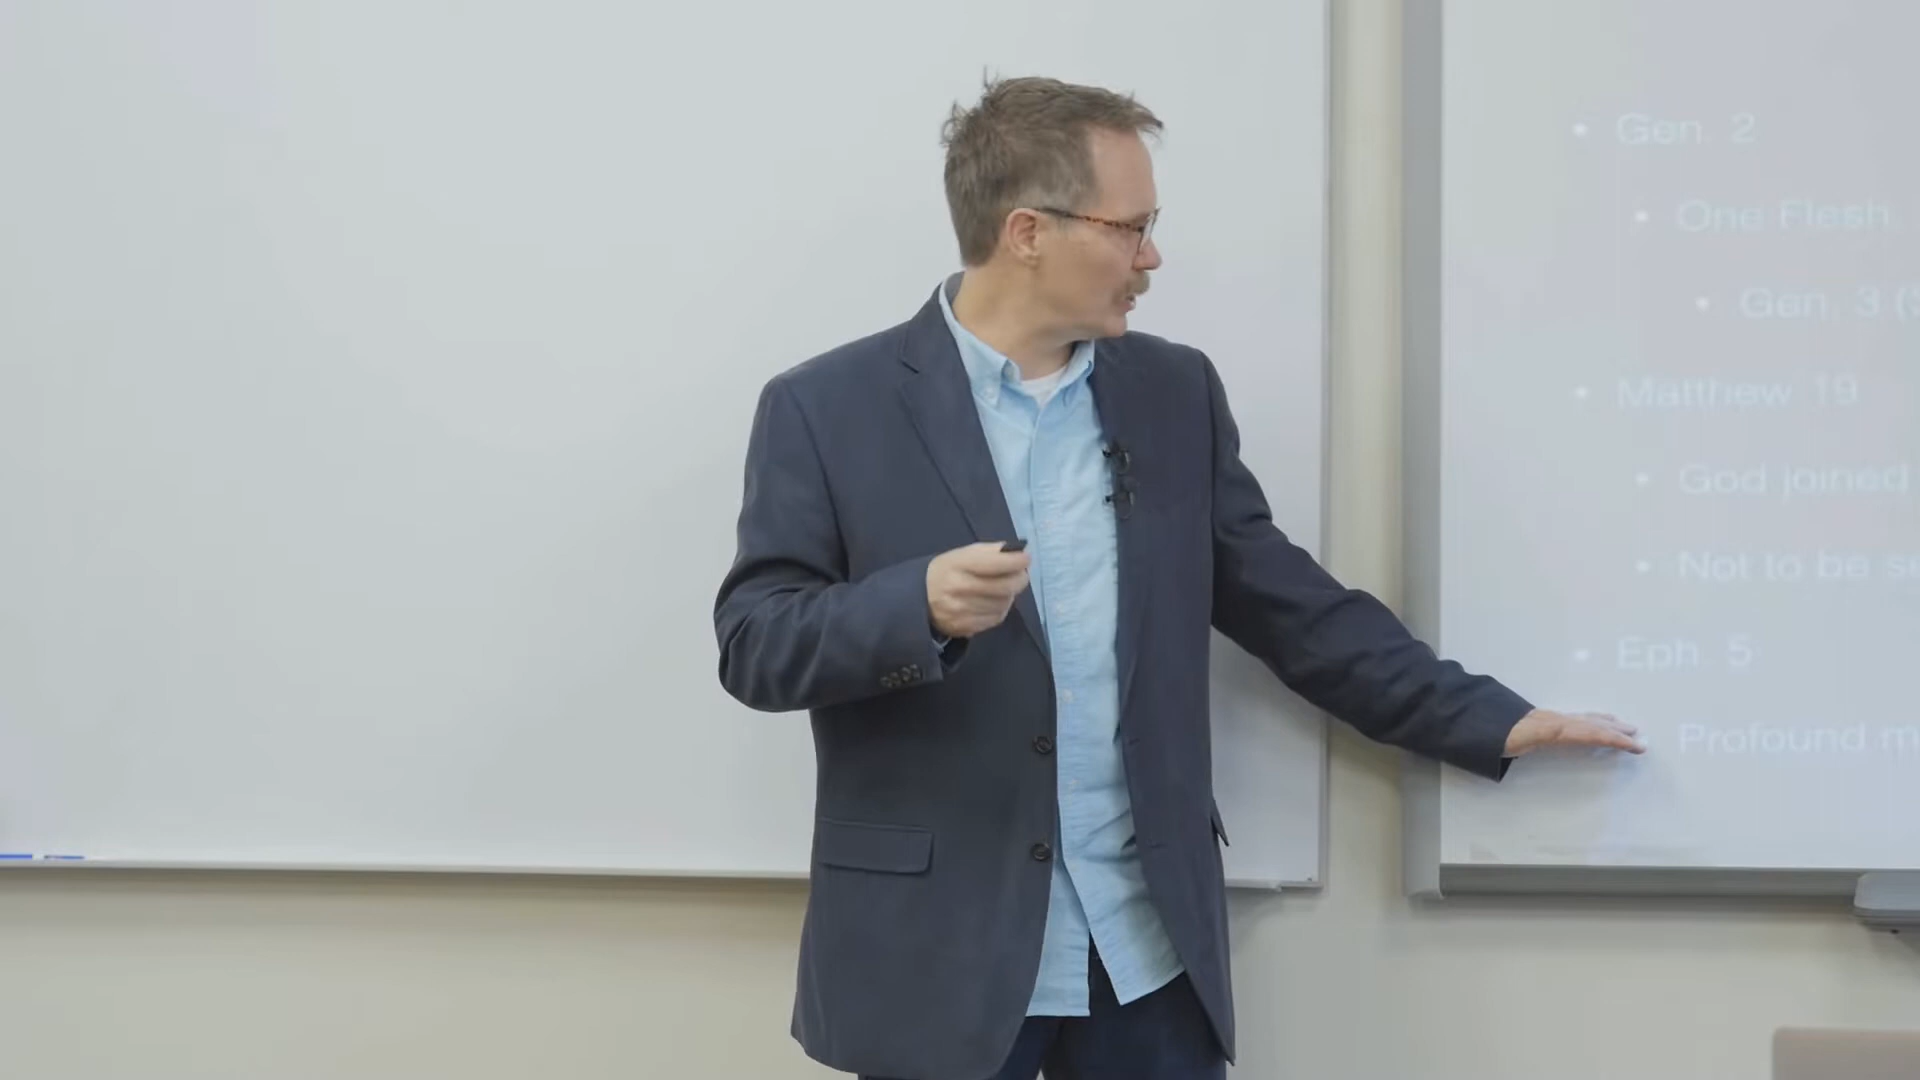 • Gen. 2
• One Flesh
• Gen. 3 (
• Matthew 19
• God joined
• Not to be
• Eph. 5
Profound